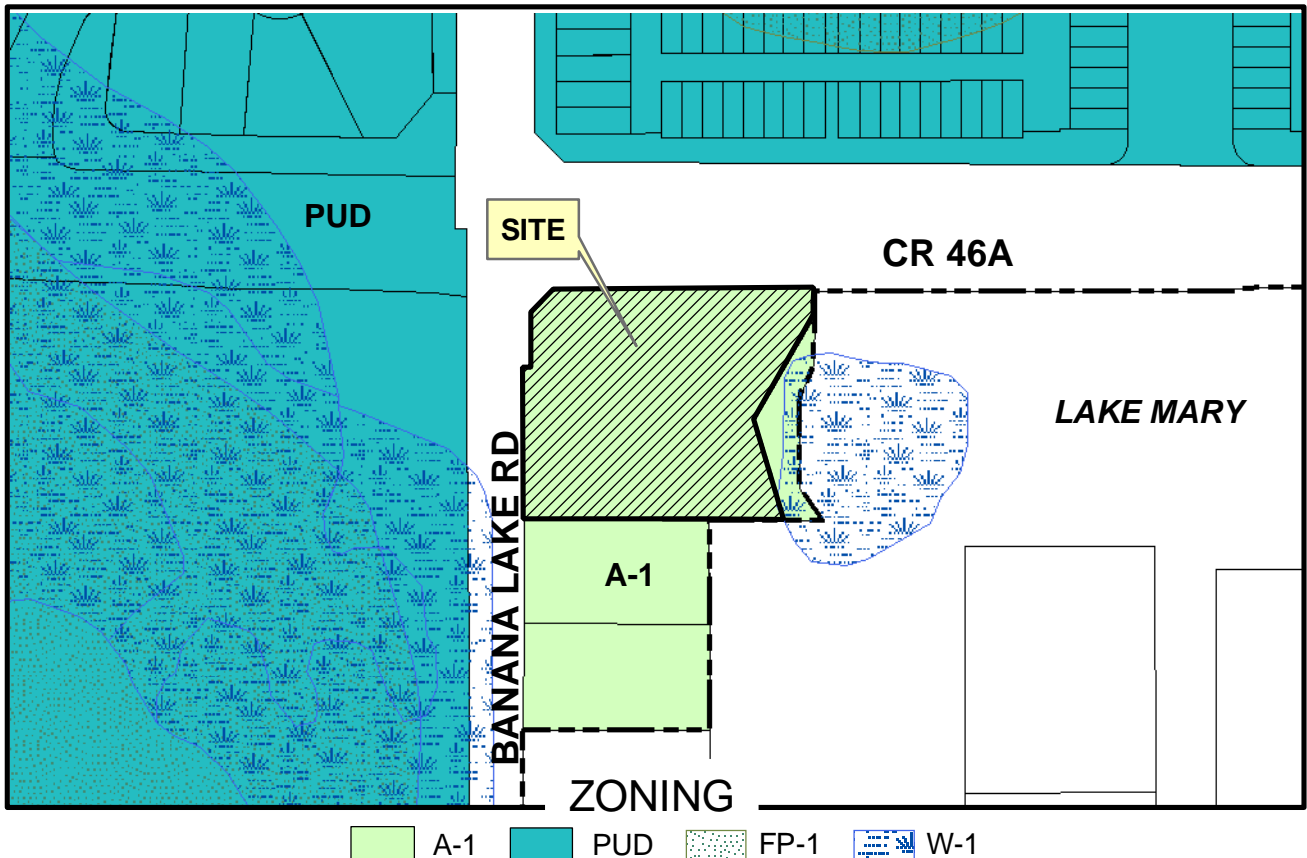 PUD
SITE
CR 46A
LAKE MARY
BANANA LAKE RD
A-1
ZONING
A-1 PUD FP-1 W-1